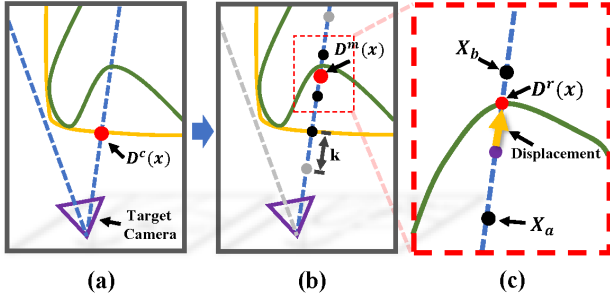 D^c(x)
Target
Camera
(a)
D^m(x)
k
(b)
X_b
D^r(x)
Displacement
X_a
(c)